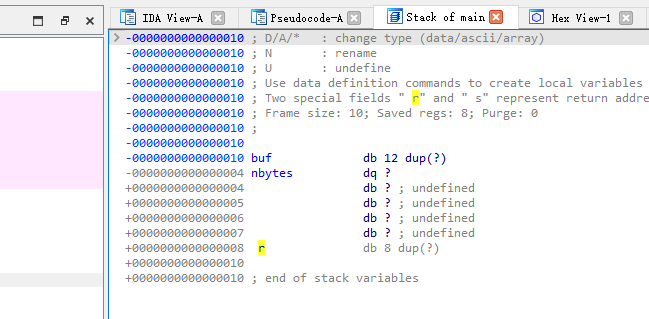 IDA View-A Pseudocode-A Stack of main Hex View-1
-0000000000000010 ; D/A/* : change type (data/ascii/array)
-0000000000000010 ; N : rename
-0000000000000010 ; U : undefine
-0000000000000010 ; Use data definition commands to create local variables
-0000000000000010 ; Two special fields " r" and " s" represent return addre
-0000000000000010 ; Frame size: 10; Saved regs: 8; Purge: 0
-0000000000000010 ;
-0000000000000010
-0000000000000010 buf db 12 dup(?)
-0000000000000004 nbytes dq ?
+0000000000000004 db ? ; undefined
+0000000000000005 db ? ; undefined
+0000000000000006 db ? ; undefined
+0000000000000007 db ? ; undefined
+0000000000000008 r db 8 dup(?)
+0000000000000010
+0000000000000010 ; end of stack variables